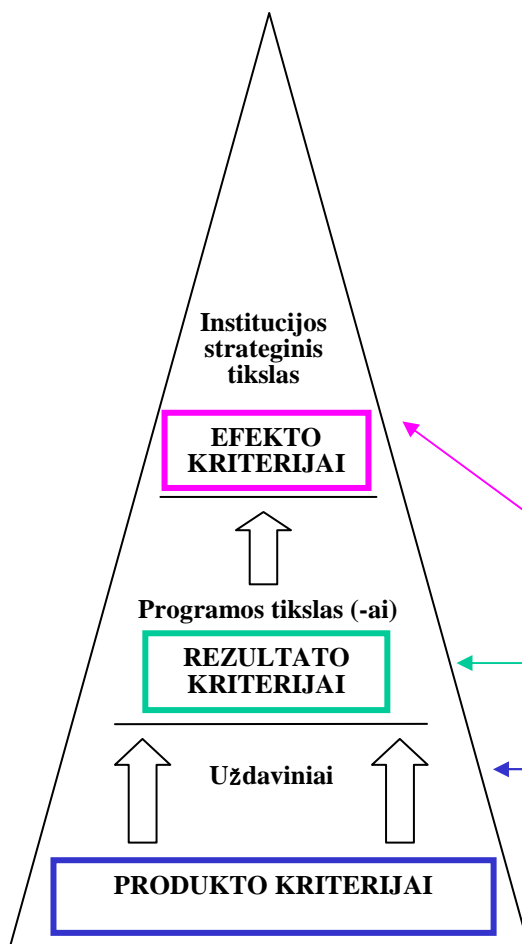 Institucijos
strateginis
tikslas
EFEKTO
KRITERIJAI
Programos tikslas (-ai)
REZULTATO
KRITERIJAI
Uždaviniai
PRODUKTO KRITERIJAI